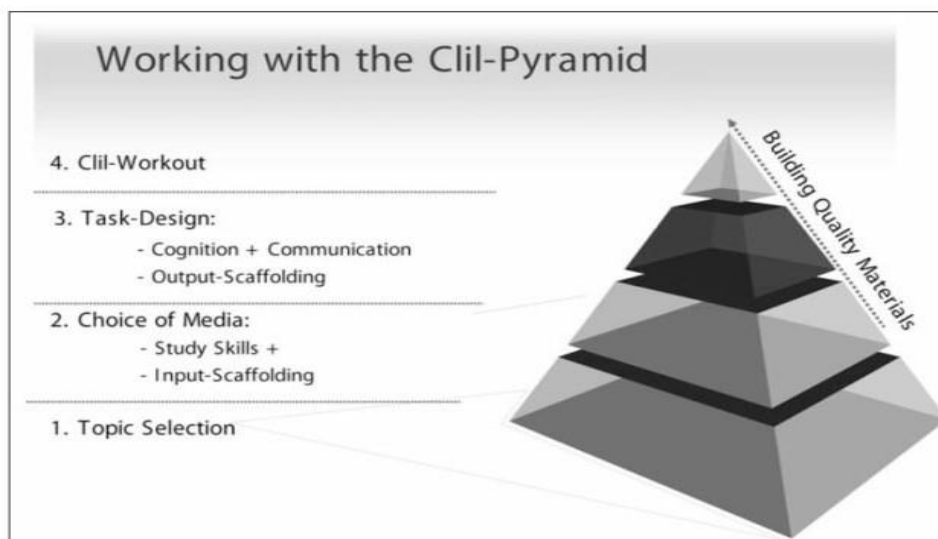 Working with the Clil-Pyramid
4. Clil-Workout
3. Task-Design:
- Cognition + Communication
- Output-Scaffolding
2. Choice of Media:
- Study Skills +
- Input-Scaffolding
1. Topic Selection
Building Quality Materials